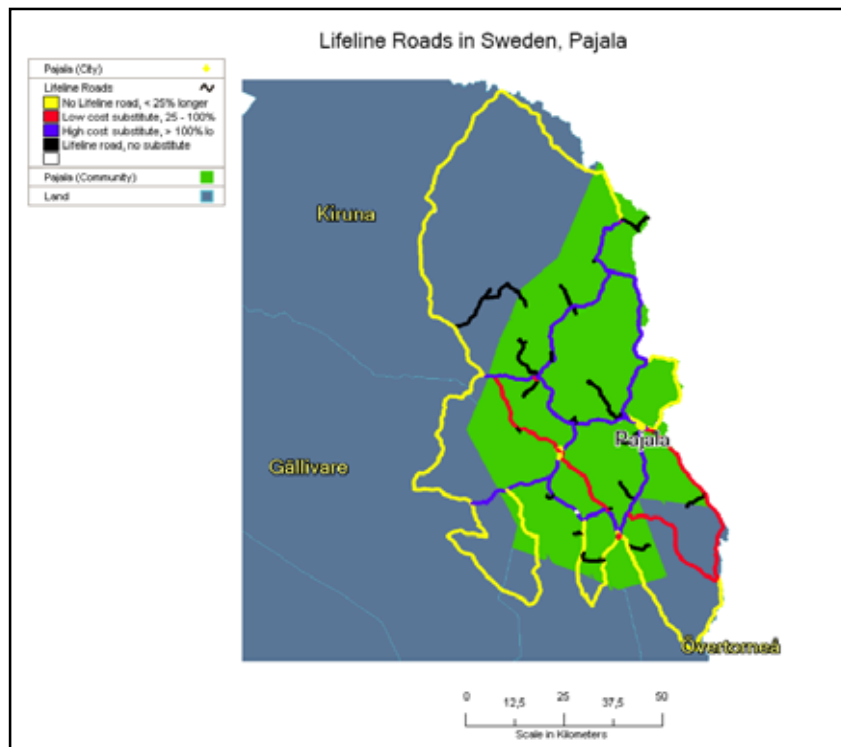 Lifeline Roads in Sweden, Pajala
Pajala (City)
Lifeline Roads
No Lifeline road, < 25% longer
Low cost substitute, 25 - 100%
High cost substitute, > 100% lo
Lifeline road, no substitute
Pajala (Community)
Land
Kiruna
Pajala
Gällivare
Övertorneå
0 12,5 25 37,5 50
Scale in Kilometers